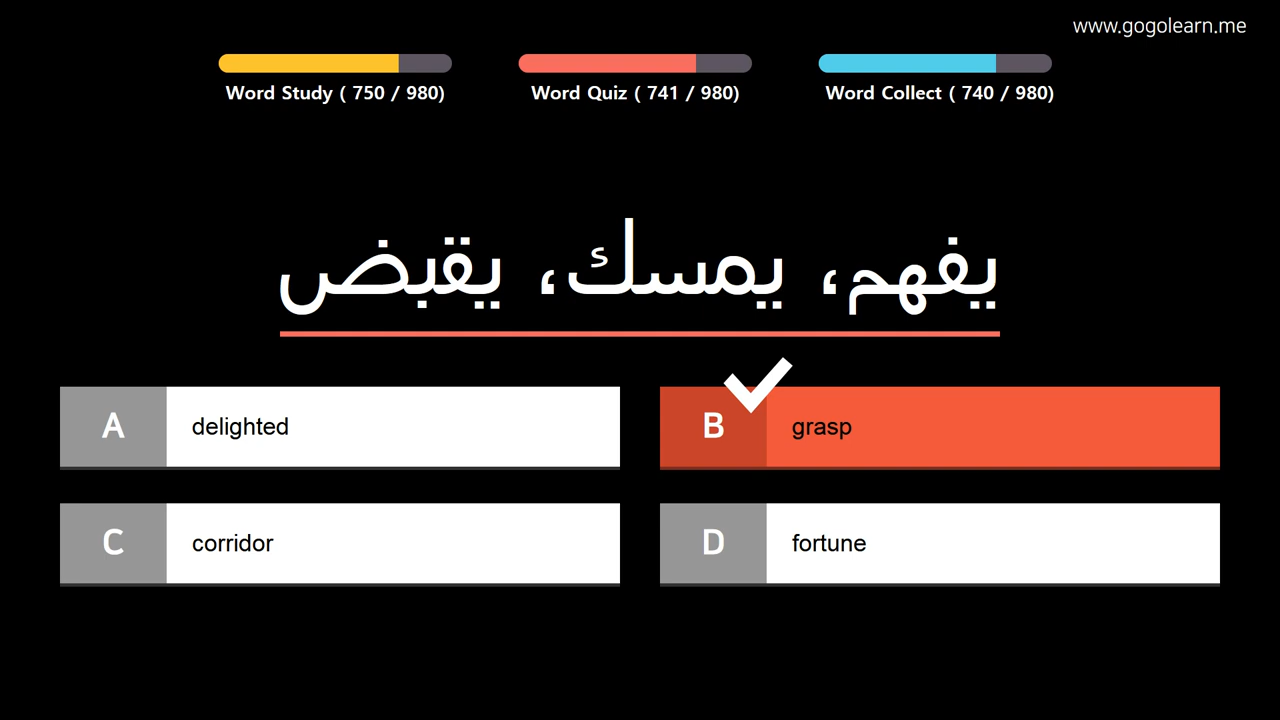 www.gogolearn.me
Word Study ( 750 / 980)
Word Quiz ( 741 / 980)
Word Collect ( 740 / 980)
يفهم، يمسك، يقبض
A delighted
B grasp
C corridor
D fortune